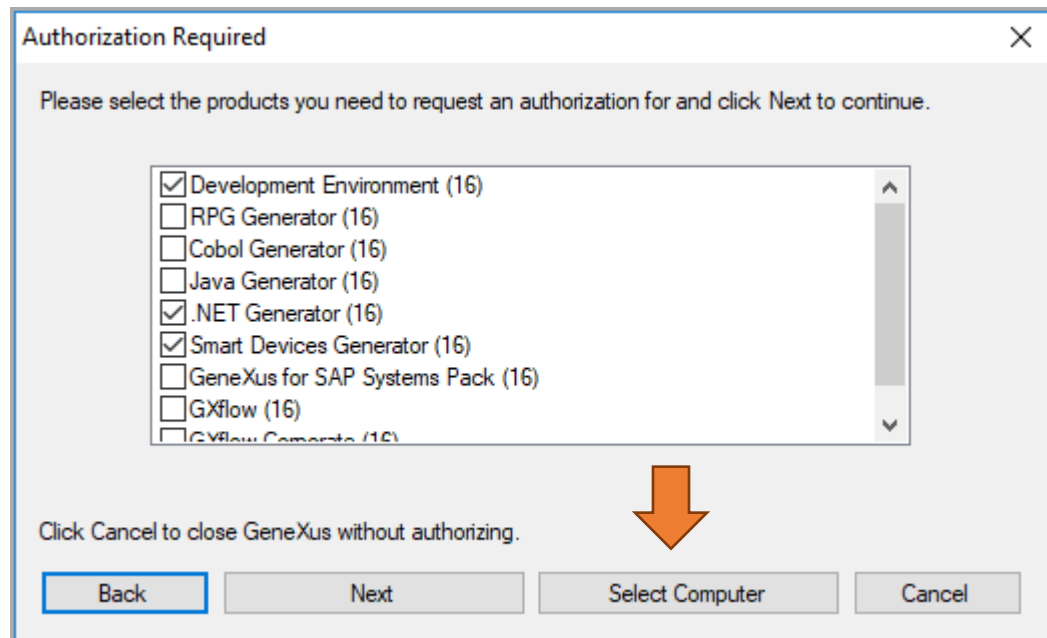 Authorization Required
Please select the products you need to request an authorization for and click Next to continue.
Development Environment (16)
RPG Generator (16)
Cobol Generator (16)
Java Generator (16)
.NET Generator (16)
Smart Devices Generator (16)
GeneXus for SAP Systems Pack (16)
GXflow (16)
GXflow Corporate (16)
Click Cancel to close GeneXus without authorizing.
Back Next Select Computer Cancel